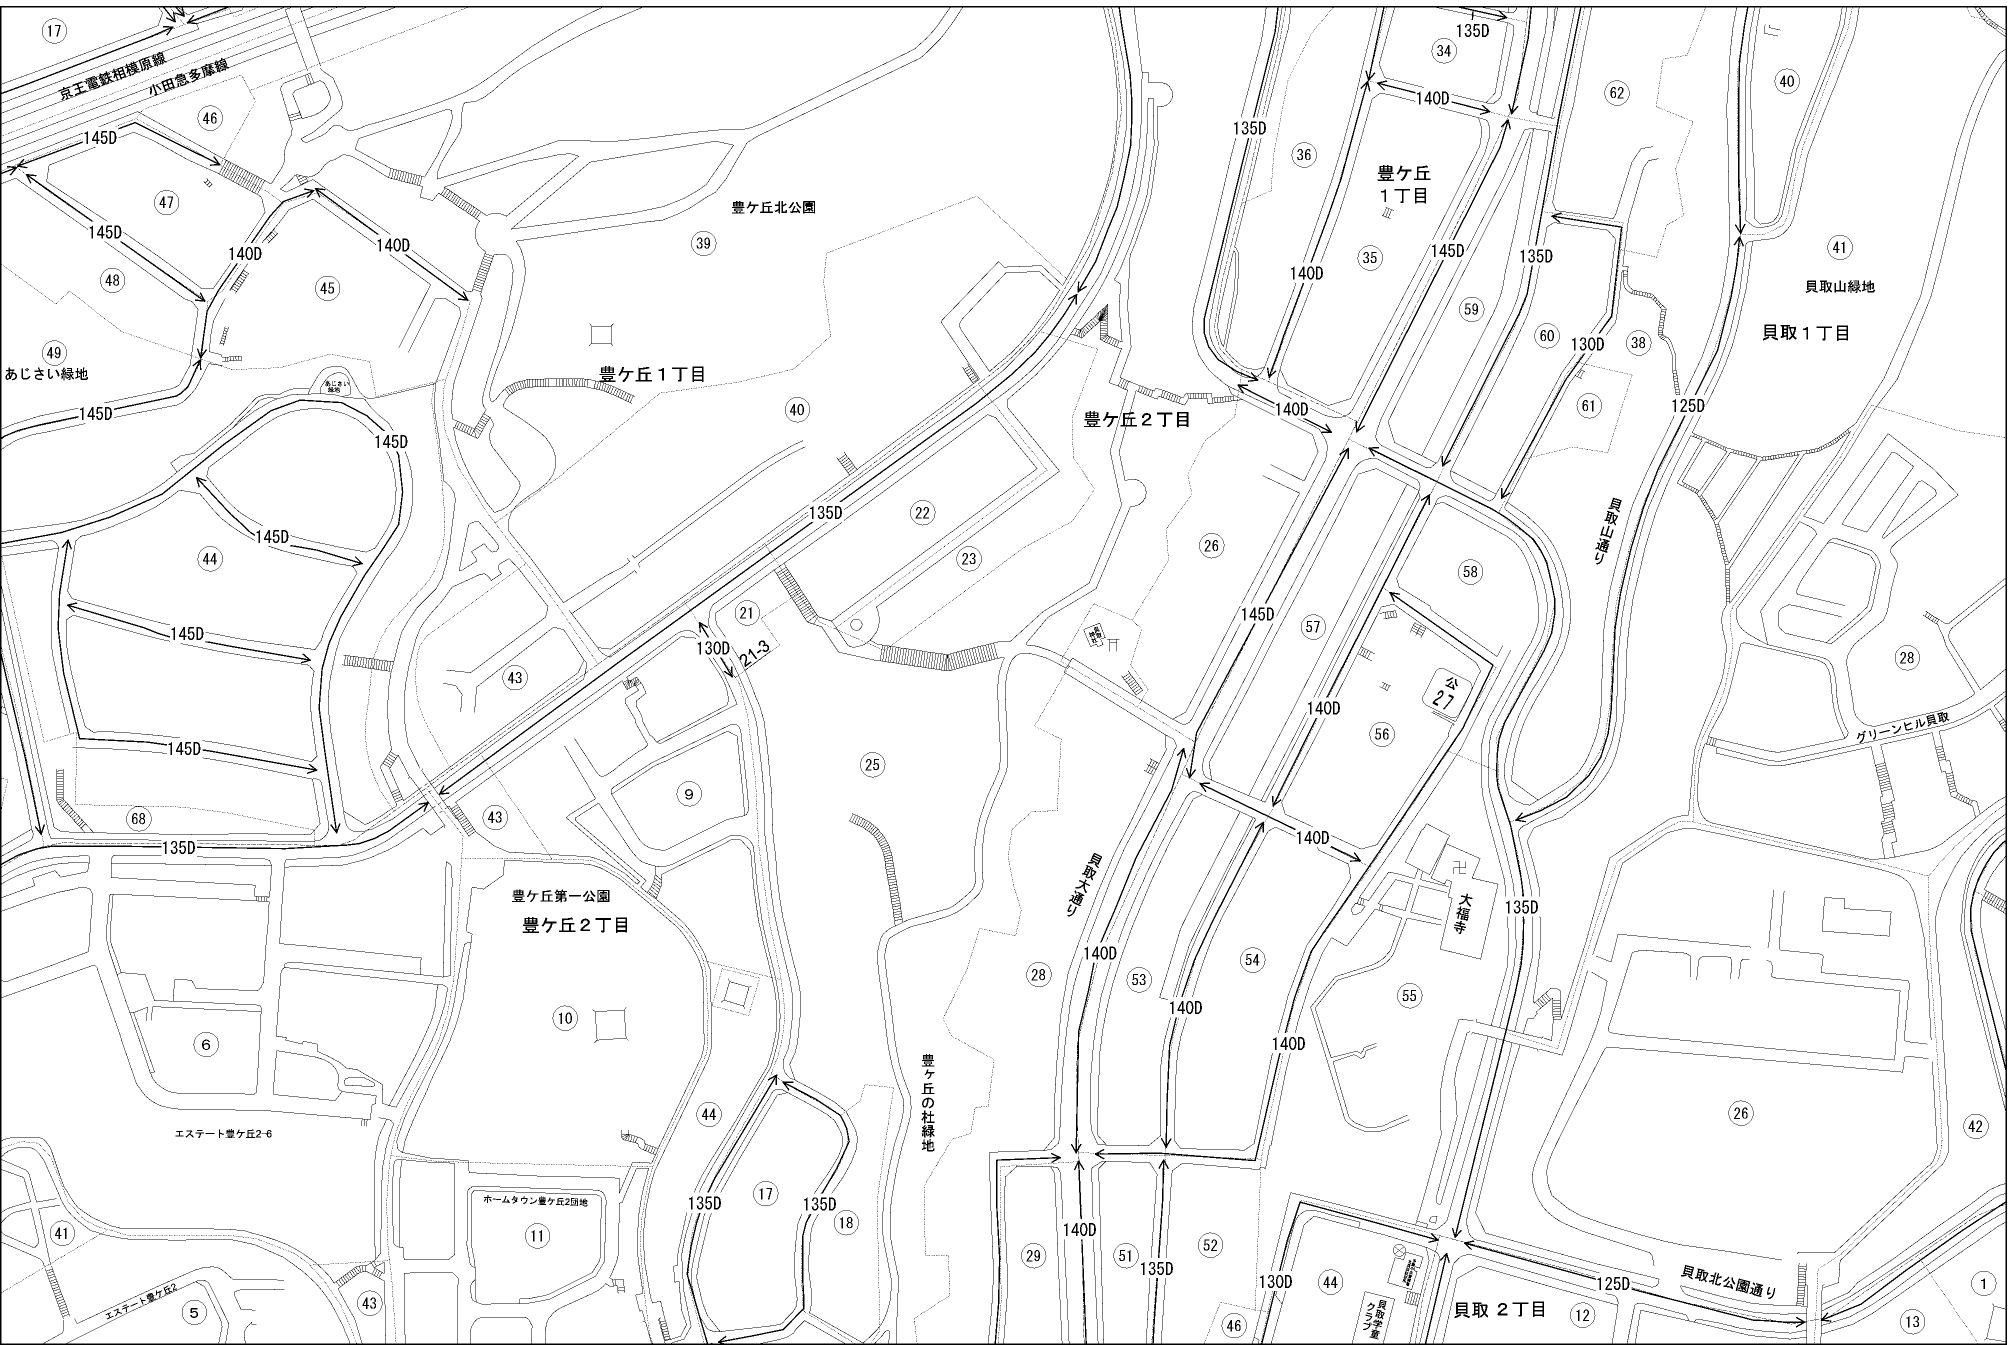 17
京王電鉄相模原線
小田急多摩線
46
145D
47
145D
140D
140D
48
45
49
あじさい緑地
145D
あじさい
緑地
145D
145D
44
145D
145D
68
135D
豊ケ丘北公園
39
豊ケ丘1丁目
40
135D
22
23
21
130D
21-3
43
43
9
25
豊ケ丘第一公園
豊ケ丘2丁目
10
6
エステート豊ケ丘2-6
44
ホームタウン豊ケ丘2団地
11
41
エステート豊ケ丘2
5
43
135D
17
135D
18
豊ヶ丘の杜緑地
135D
34
140D
135D
36
豊ケ丘
1丁目
140D
35
145D
135D
59
60
130D
38
61
62
40
41
貝取山緑地
貝取1丁目
125D
豊ケ丘2丁目
140D
26
貝取山通り
58
145D
57
貝取
神社
公
27
140D
56
28
グリーンヒル貝取
140D
貝取大通り
卍
大福寺
135D
140D
28
53
54
140D
55
140D
26
42
29
140D
51
135D
52
130D
44
46
貝取学童
クラブ
貝取 2丁目
125D
貝取北公園通り
12
1
13